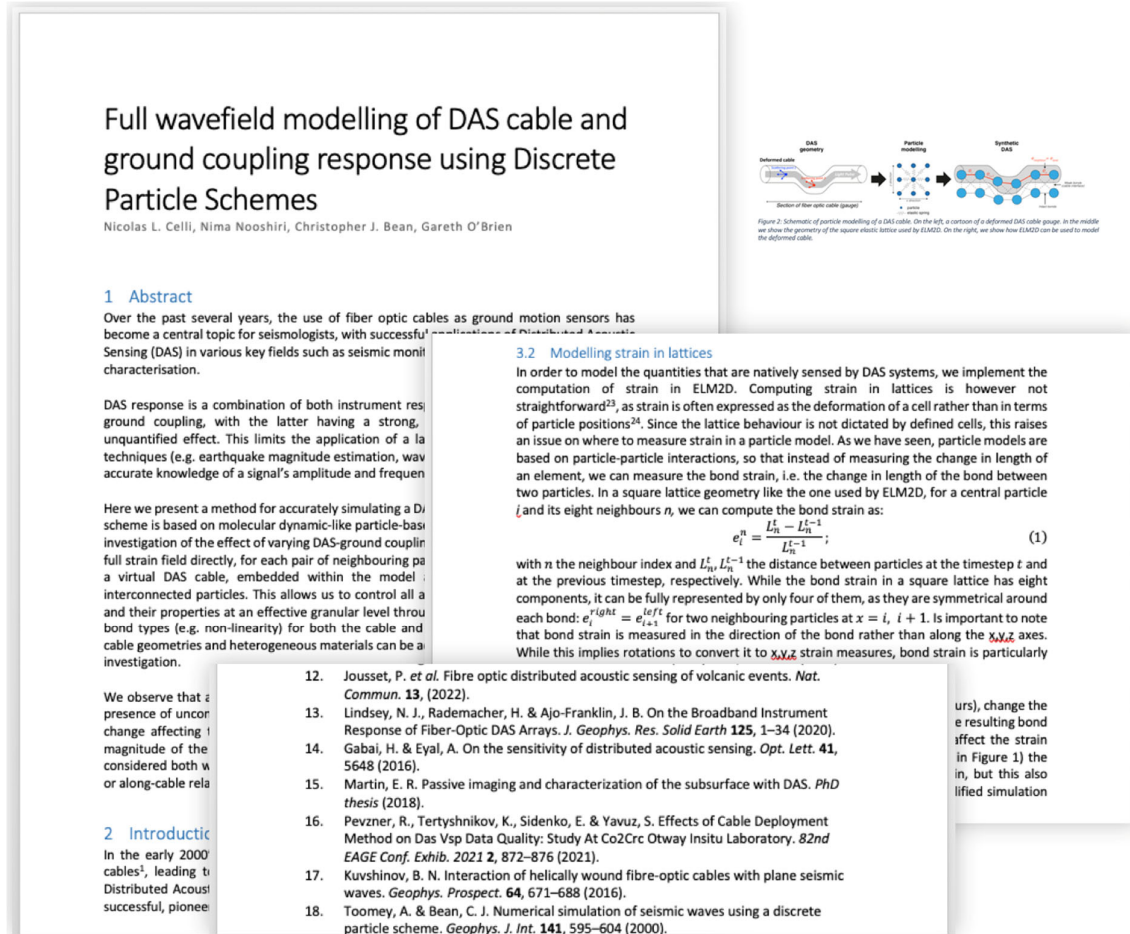 Full wavefield modelling of DAS cable and
ground coupling response using Discrete
Particle Schemes
Nicolas L. Celli, Nima Nooshiri, Christopher J. Bean, Gareth O'Brien
1 Abstract
Over the past several years, the use of fiber optic cables as ground motion sensors has
become a central topic for seismologists, with successful applications of Distributed Acoustic
Sensing (DAS) in various key fields such as seismic
characterisation.
DAS response is a combination of both instrument
ground coupling, with the latter having a strong,
unquantified effect. This limits the application of a
techniques (e.g. earthquake magnitude estimation,
accurate knowledge of a signal's amplitude and
Here we present a method for accurately simulating a
scheme is based on molecular dynamic-like
investigation of the effect of varying DAS-ground
full strain field directly, for each pair of neighbouring
a virtual DAS cable, embedded within the model
interconnected particles. This allows us to control all
and their properties at an effective granular level
bond types (e.g. non-linearity) for both the cable and
cable geometries and heterogeneous materials can be
investigation.
We observe that
presence of
change affecting
magnitude of the
considered both
or along-cable
2 Introductio
In the early 2000
cables1, leading
Distributed
successful,
DAS
geometry
Particle
modelling
Synthetic
DAS
Deformed cable
Section of fiber optic cable (gauge)
particle
elastic spring
Figure 2: Schematic of particle modelling of a DAS cable. On the left, a cartoon of a deformed DAS cable gauge. In the middle
we show the geometry of the square elastic lattice used by ELM2D. On the right, we show how ELM2D can be used to model
the deformed cable.
3.2 Modelling strain in lattices
In order to model the quantities that are natively sensed by DAS systems, we implement the
computation of strain in ELM2D. Computing strain in lattices is however not
straightforward23, as strain is often expressed as the deformation of a cell rather than in terms
of particle positions24. Since the lattice behaviour is not dictated by defined cells, this raises
an issue on where to measure strain in a particle model. As we have seen, particle models are
based on particle-particle interactions, so that instead of measuring the change in length of
an element, we can measure the bond strain, i.e. the change in length of the bond between
two particles. In a square lattice geometry like the one used by ELM2D, for a central particle
i and its eight neighbours n, we can compute the bond strain as:
e_i^n = (L_n^t − L_n^{t−1}) / L_n^{t−1}; (1)
with n the neighbour index and L_n^t, L_n^{t−1} the distance between particles at the timestep t and
at the previous timestep, respectively. While the bond strain in a square lattice has eight
components, it can be fully represented by only four of them, as they are symmetrical around
each bond: e_i^{right} = e_{i+1}^{left} for two neighbouring particles at x = i, i + 1. Is important to note
that bond strain is measured in the direction of the bond rather than along the x,y,z axes.
While this implies rotations to convert it to x,y,z strain measures, bond strain is particularly
urs), change the
e resulting bond
affect the strain
in Figure 1) the
in, but this also
lified simulation
12. Jousset, P. et al. Fibre optic distributed acoustic sensing of volcanic events. Nat.
Commun. 13, (2022).
13. Lindsey, N. J., Rademacher, H. & Ajo-Franklin, J. B. On the Broadband Instrument
Response of Fiber-Optic DAS Arrays. J. Geophys. Res. Solid Earth 125, 1–34 (2020).
14. Gabai, H. & Eyal, A. On the sensitivity of distributed acoustic sensing. Opt. Lett. 41,
5648 (2016).
15. Martin, E. R. Passive imaging and characterization of the subsurface with DAS. PhD
thesis (2018).
16. Pevzner, R., Tertyshnikov, K., Sidenko, E. & Yavuz, S. Effects of Cable Deployment
Method on Das Vsp Data Quality: Study At Co2Crc Otway Insitu Laboratory. 82nd
EAGE Conf. Exhib. 2021 2, 872–876 (2021).
17. Kuvshinov, B. N. Interaction of helically wound fibre-optic cables with plane seismic
waves. Geophys. Prospect. 64, 671–688 (2016).
18. Toomey, A. & Bean, C. J. Numerical simulation of seismic waves using a discrete
particle scheme. Geophys. J. Int. 141, 595–604 (2000).